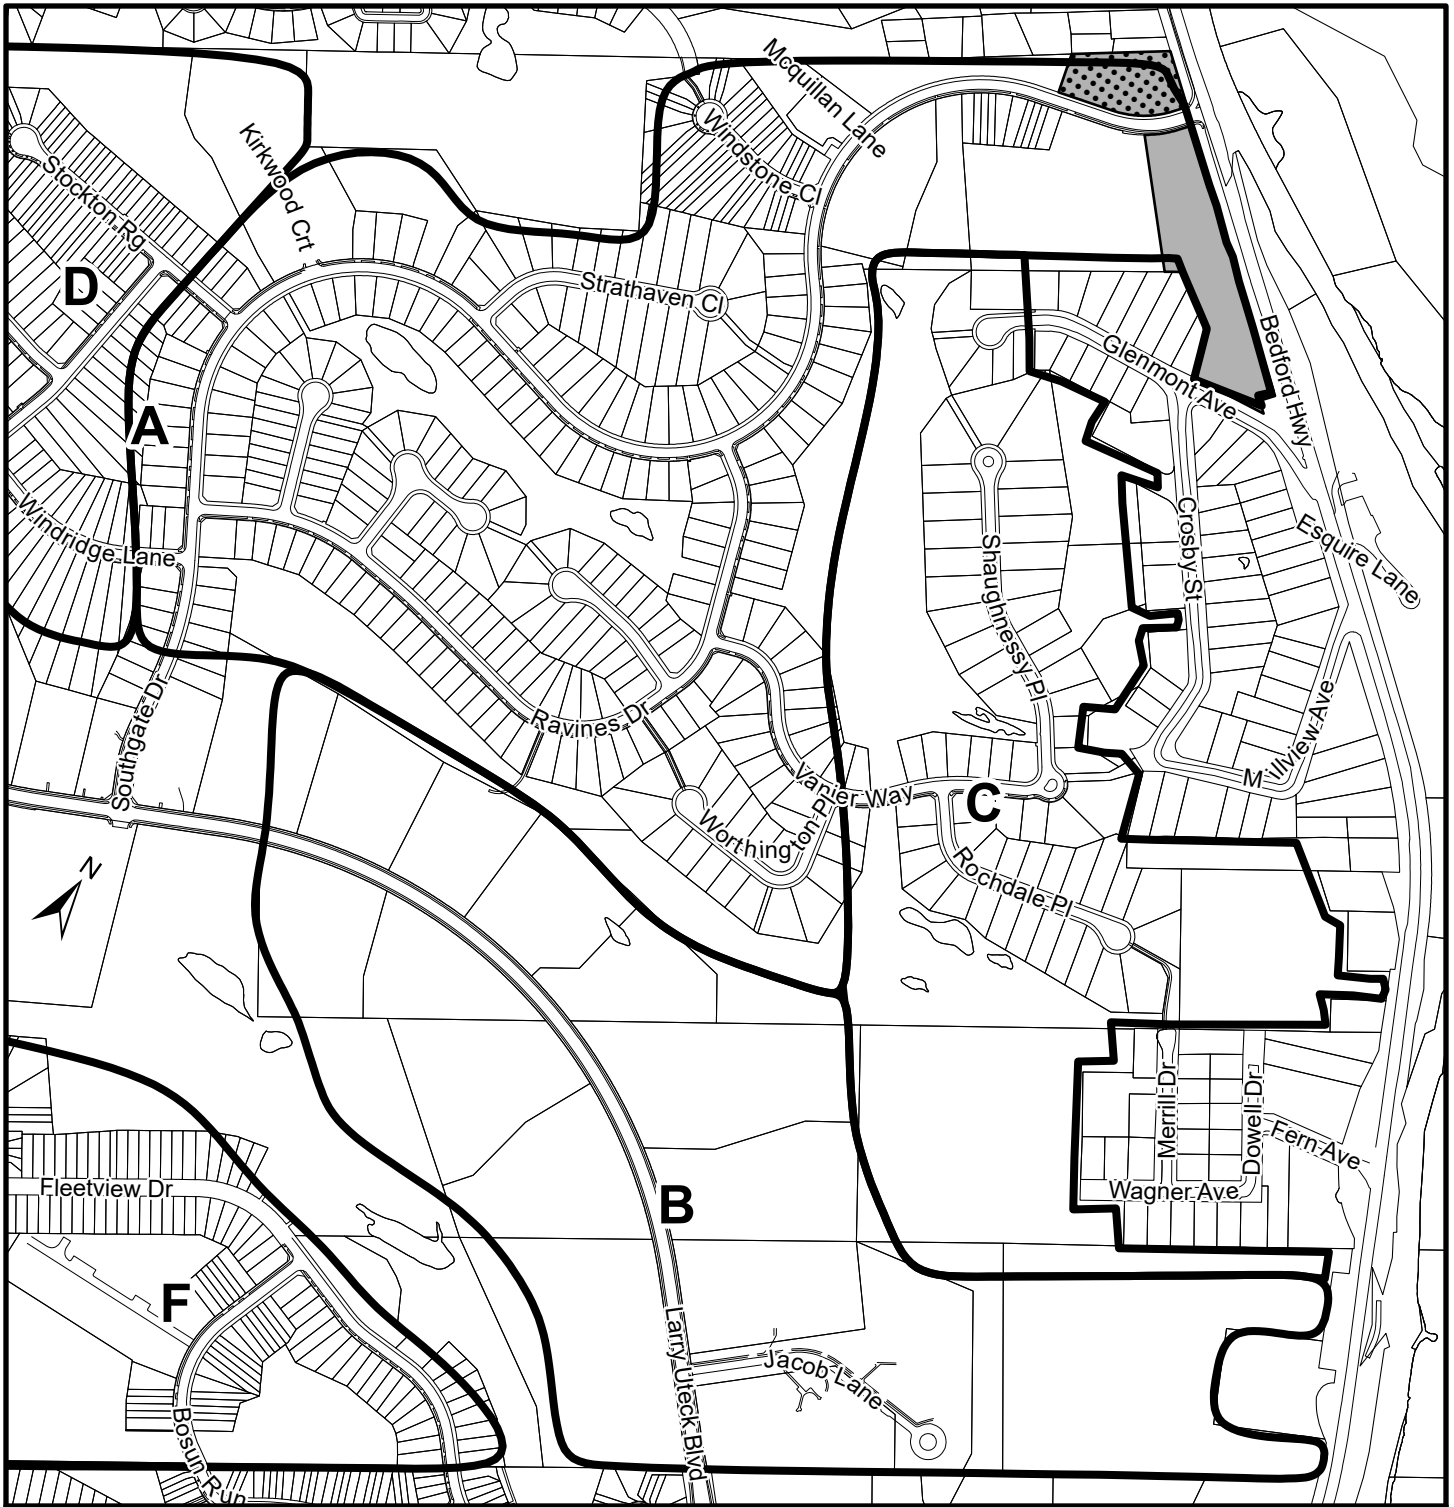 Mcquillan Lane
Windstone Cl
Kirkwood Crt
Stockton Rg
D
Strathaven Cl
Bedford Hwy
Glenmont Ave
A
Windridge Lane
Crosby St
Esquire Lane
Shaughnessy Pl
Southgate Dr
Ravines Dr
Millview Ave
Vanier Way
C
Worthington Pl
Rochdale Pl
N
Merrill Dr
Dowell Dr
Fern Ave
Wagner Ave
Fleetview Dr
B
F
Larry Uteck Blvd
Jacob Lane
Bosun Run